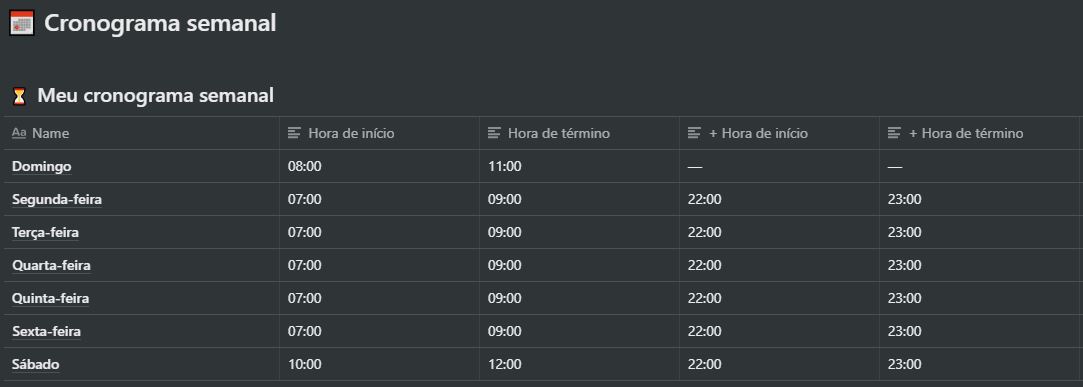 Cronograma semanal
Meu cronograma semanal
Aa Name Hora de início Hora de término + Hora de início + Hora de término
Domingo 08:00 11:00 — —
Segunda-feira 07:00 09:00 22:00 23:00
Terça-feira 07:00 09:00 22:00 23:00
Quarta-feira 07:00 09:00 22:00 23:00
Quinta-feira 07:00 09:00 22:00 23:00
Sexta-feira 07:00 09:00 22:00 23:00
Sábado 10:00 12:00 22:00 23:00